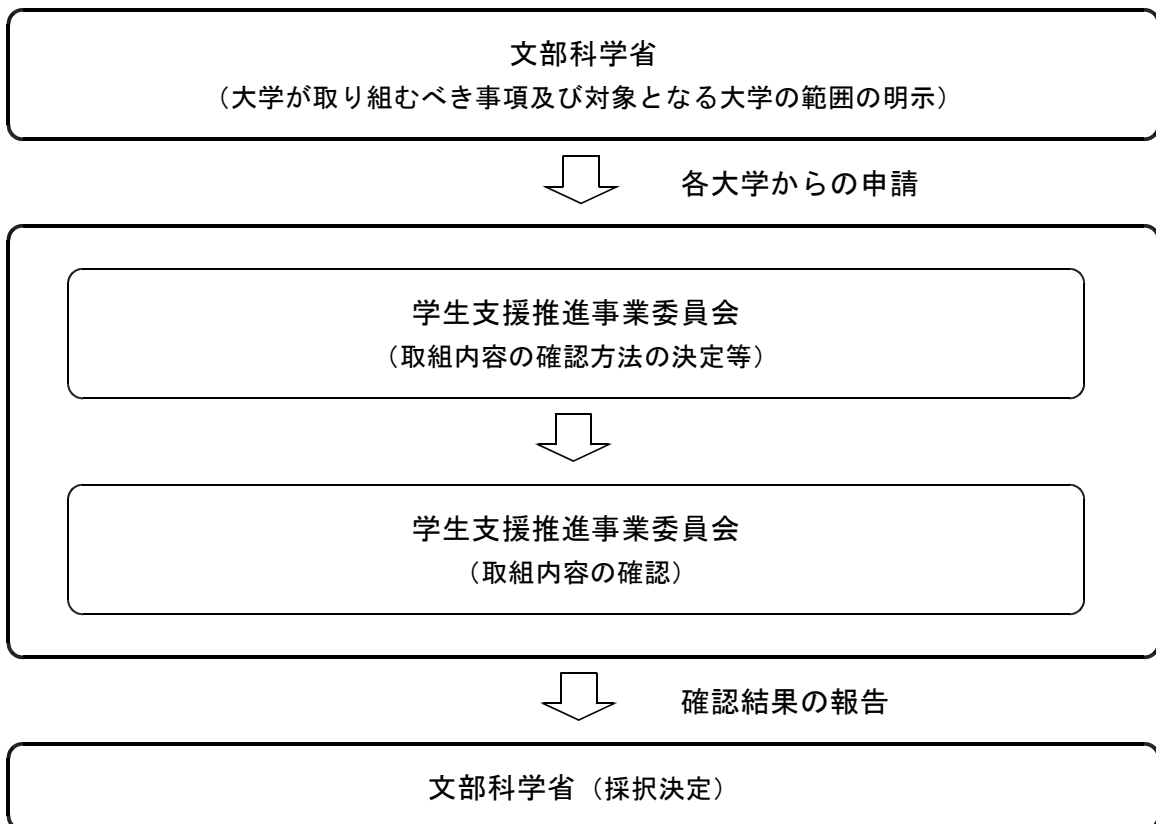 文部科学省
（大学が取り組むべき事項及び対象となる大学の範囲の明示）
各大学からの申請
学生支援推進事業委員会
（取組内容の確認方法の決定等）
学生支援推進事業委員会
（取組内容の確認）
確認結果の報告
文部科学省（採択決定）